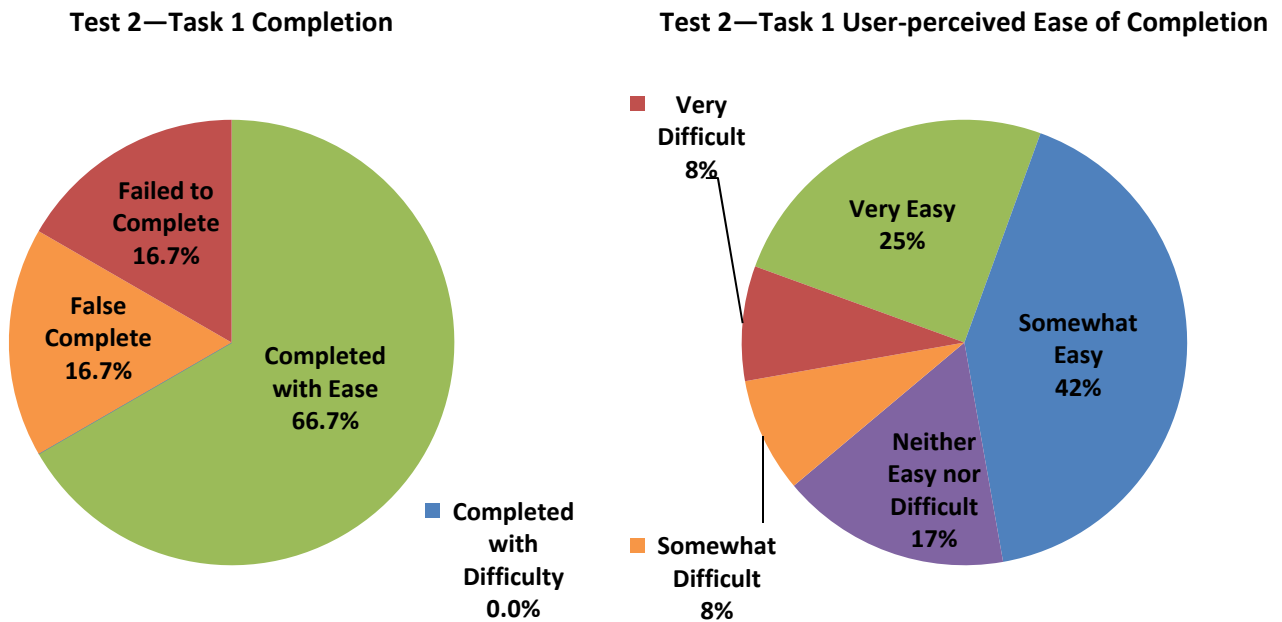 Test 2—Task 1 Completion
Failed to
Complete
16.7%
False
Complete
16.7%
Completed
with Ease
66.7%
Completed
with
Difficulty
0.0%
Test 2—Task 1 User-perceived Ease of Completion
Very
Difficult
8%
Very Easy
25%
Somewhat
Easy
42%
Neither
Easy nor
Difficult
17%
Somewhat
Difficult
8%